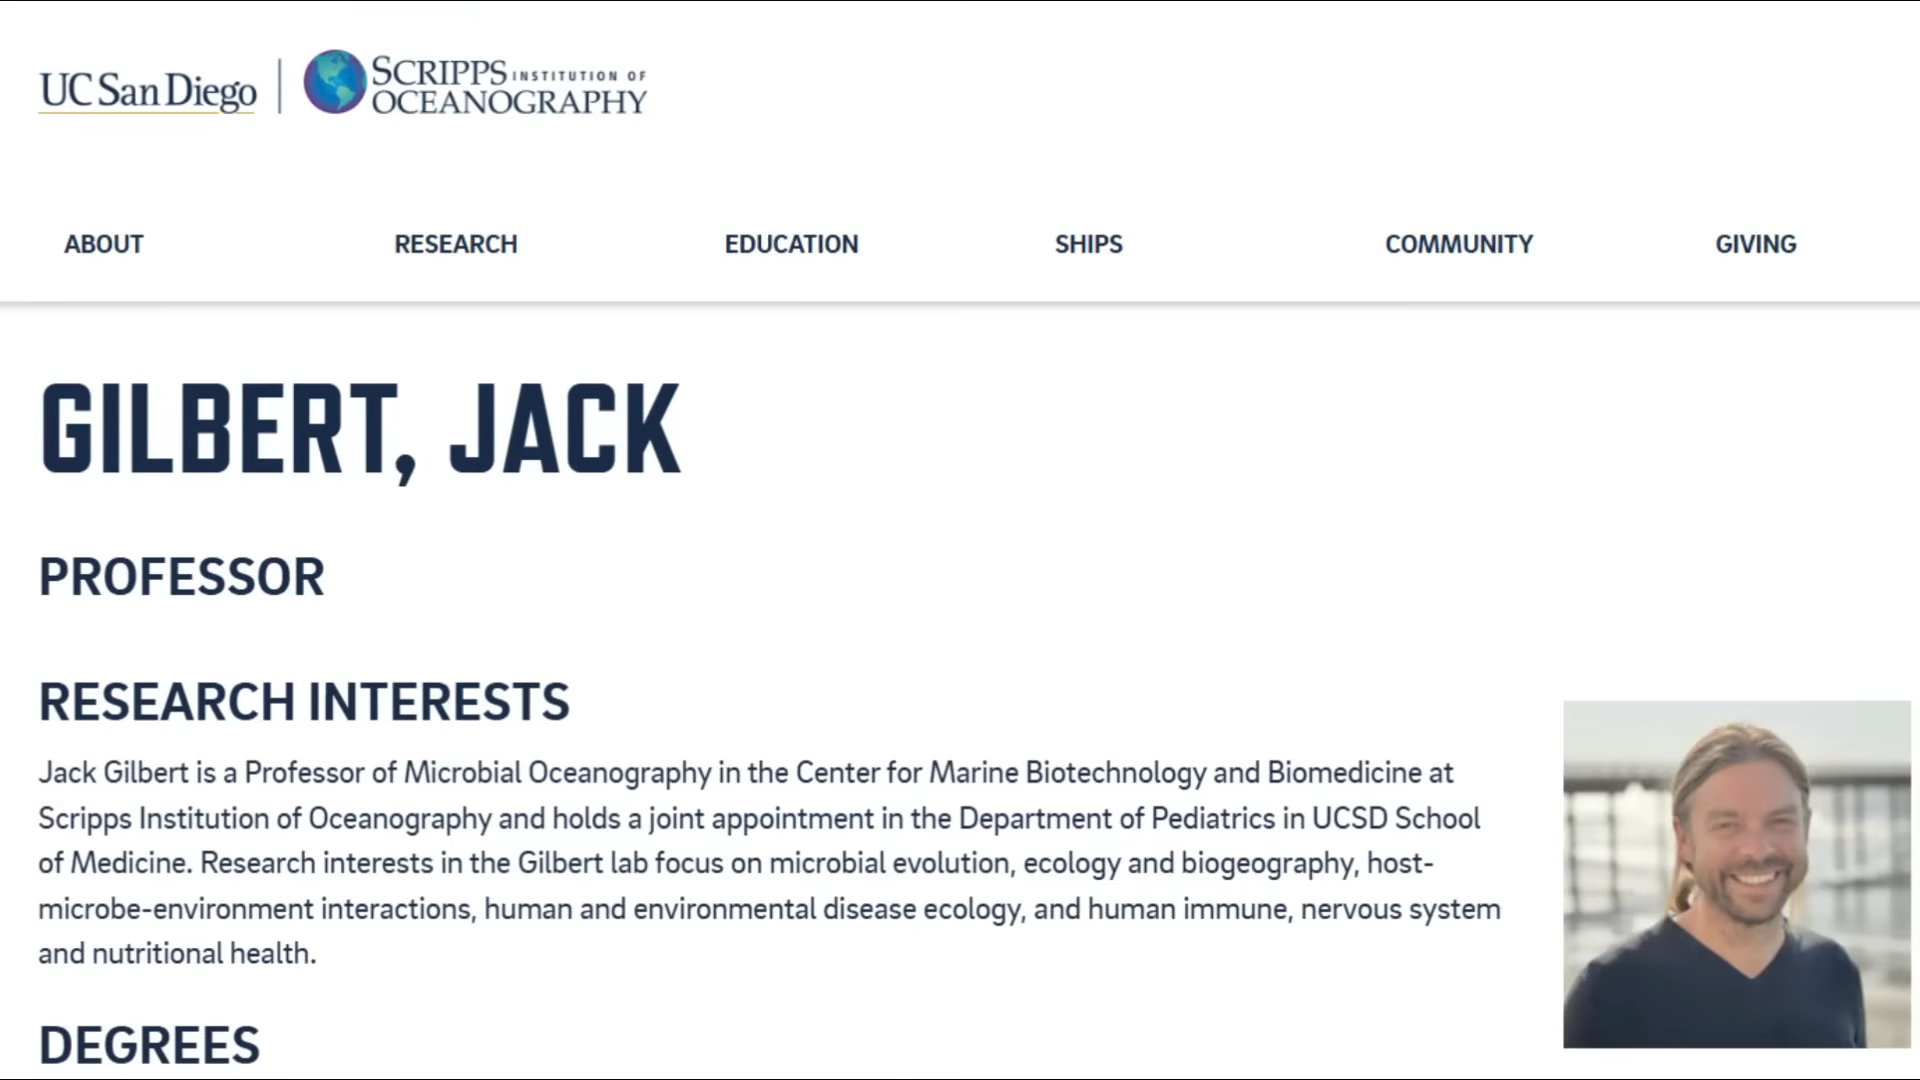 UC San Diego
SCRIPPS INSTITUTION OF
OCEANOGRAPHY
ABOUT
RESEARCH
EDUCATION
SHIPS
COMMUNITY
GIVING
GILBERT, JACK
PROFESSOR
RESEARCH INTERESTS
Jack Gilbert is a Professor of Microbial Oceanography in the Center for Marine Biotechnology and Biomedicine at
Scripps Institution of Oceanography and holds a joint appointment in the Department of Pediatrics in UCSD School
of Medicine. Research interests in the Gilbert lab focus on microbial evolution, ecology and biogeography, host-
microbe-environment interactions, human and environmental disease ecology, and human immune, nervous system
and nutritional health.
DEGREES